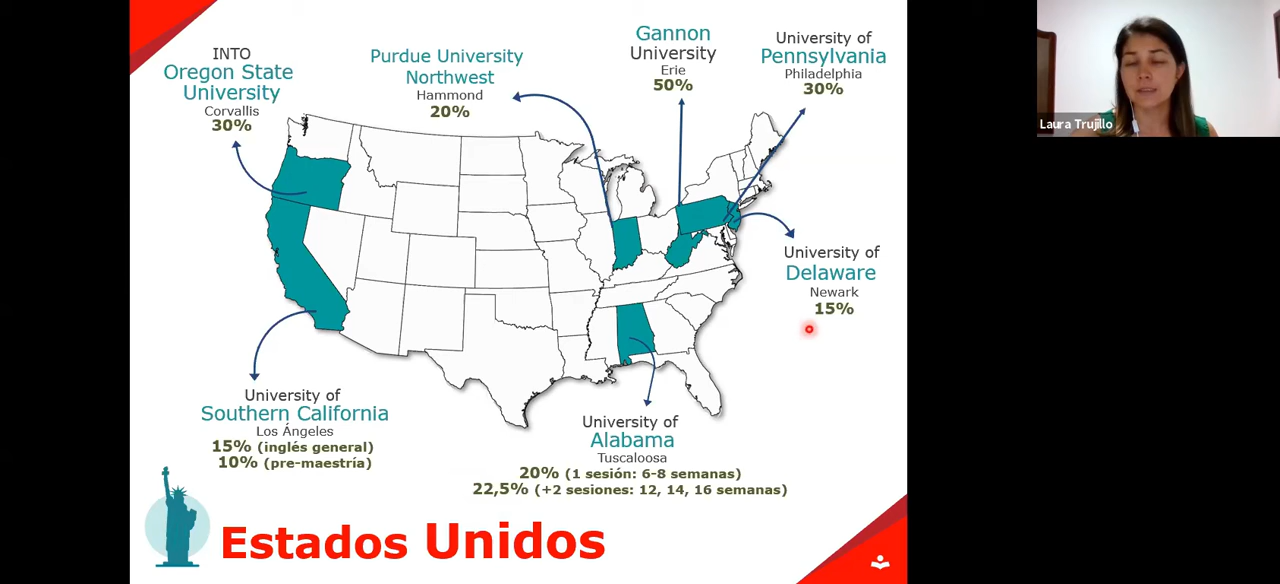 INTO
Oregon State
University
Corvallis
30%
Purdue University
Northwest
Hammond
20%
Gannon
University
Erie
50%
University of
Pennsylvania
Philadelphia
30%
Laura Trujillo
University of
Delaware
Newark
15%
University of
Southern California
Los Ángeles
15% (inglés general)
10% (pre-maestría)
University of
Alabama
Tuscaloosa
20% (1 sesión: 6-8 semanas)
22,5% (+2 sesiones: 12, 14, 16 semanas)
Estados Unidos